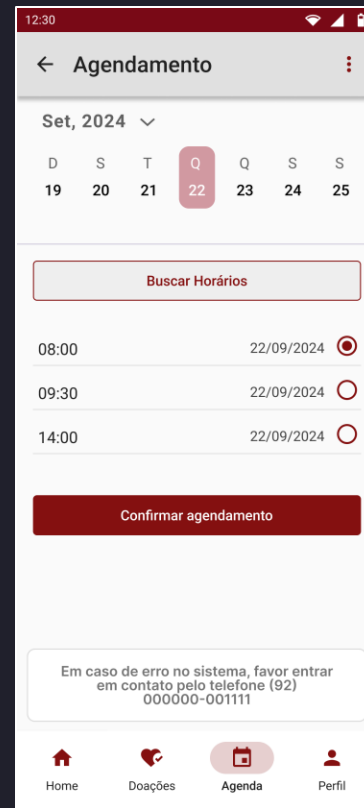 12:30
Agendamento
Set, 2024
D S T Q Q S S
19 20 21 22 23 24 25
Buscar Horários
08:00 22/09/2024
09:30 22/09/2024
14:00 22/09/2024
Confirmar agendamento
Em caso de erro no sistema, favor entrar
em contato pelo telefone (92)
000000-001111
Home Doações Agenda Perfil